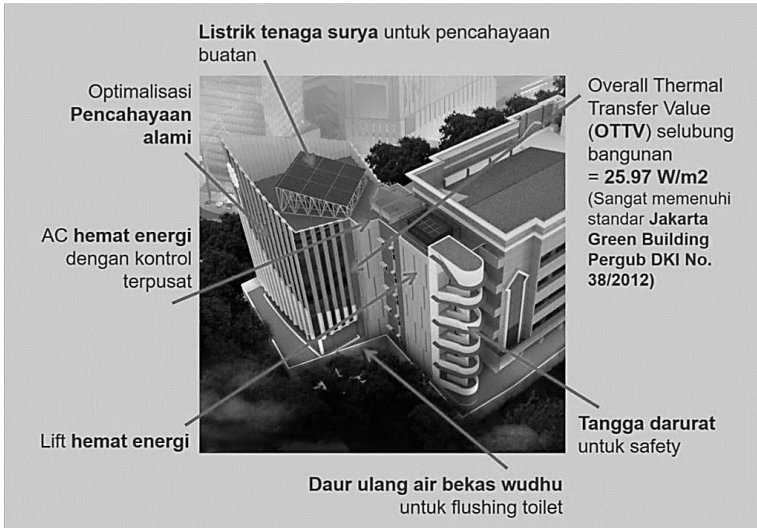 Listrik tenaga surya untuk pencahayaan
buatan
Optimalisasi
Pencahayaan
alami
Overall Thermal
Transfer Value
(OTTV) selubung
bangunan
= 25.97 W/m2
(Sangat memenuhi
standar Jakarta
Green Building
Pergub DKI No.
38/2012)
AC hemat energi
dengan kontrol
terpusat
Lift hemat energi
Tangga darurat
untuk safety
Daur ulang air bekas wudhu
untuk flushing toilet